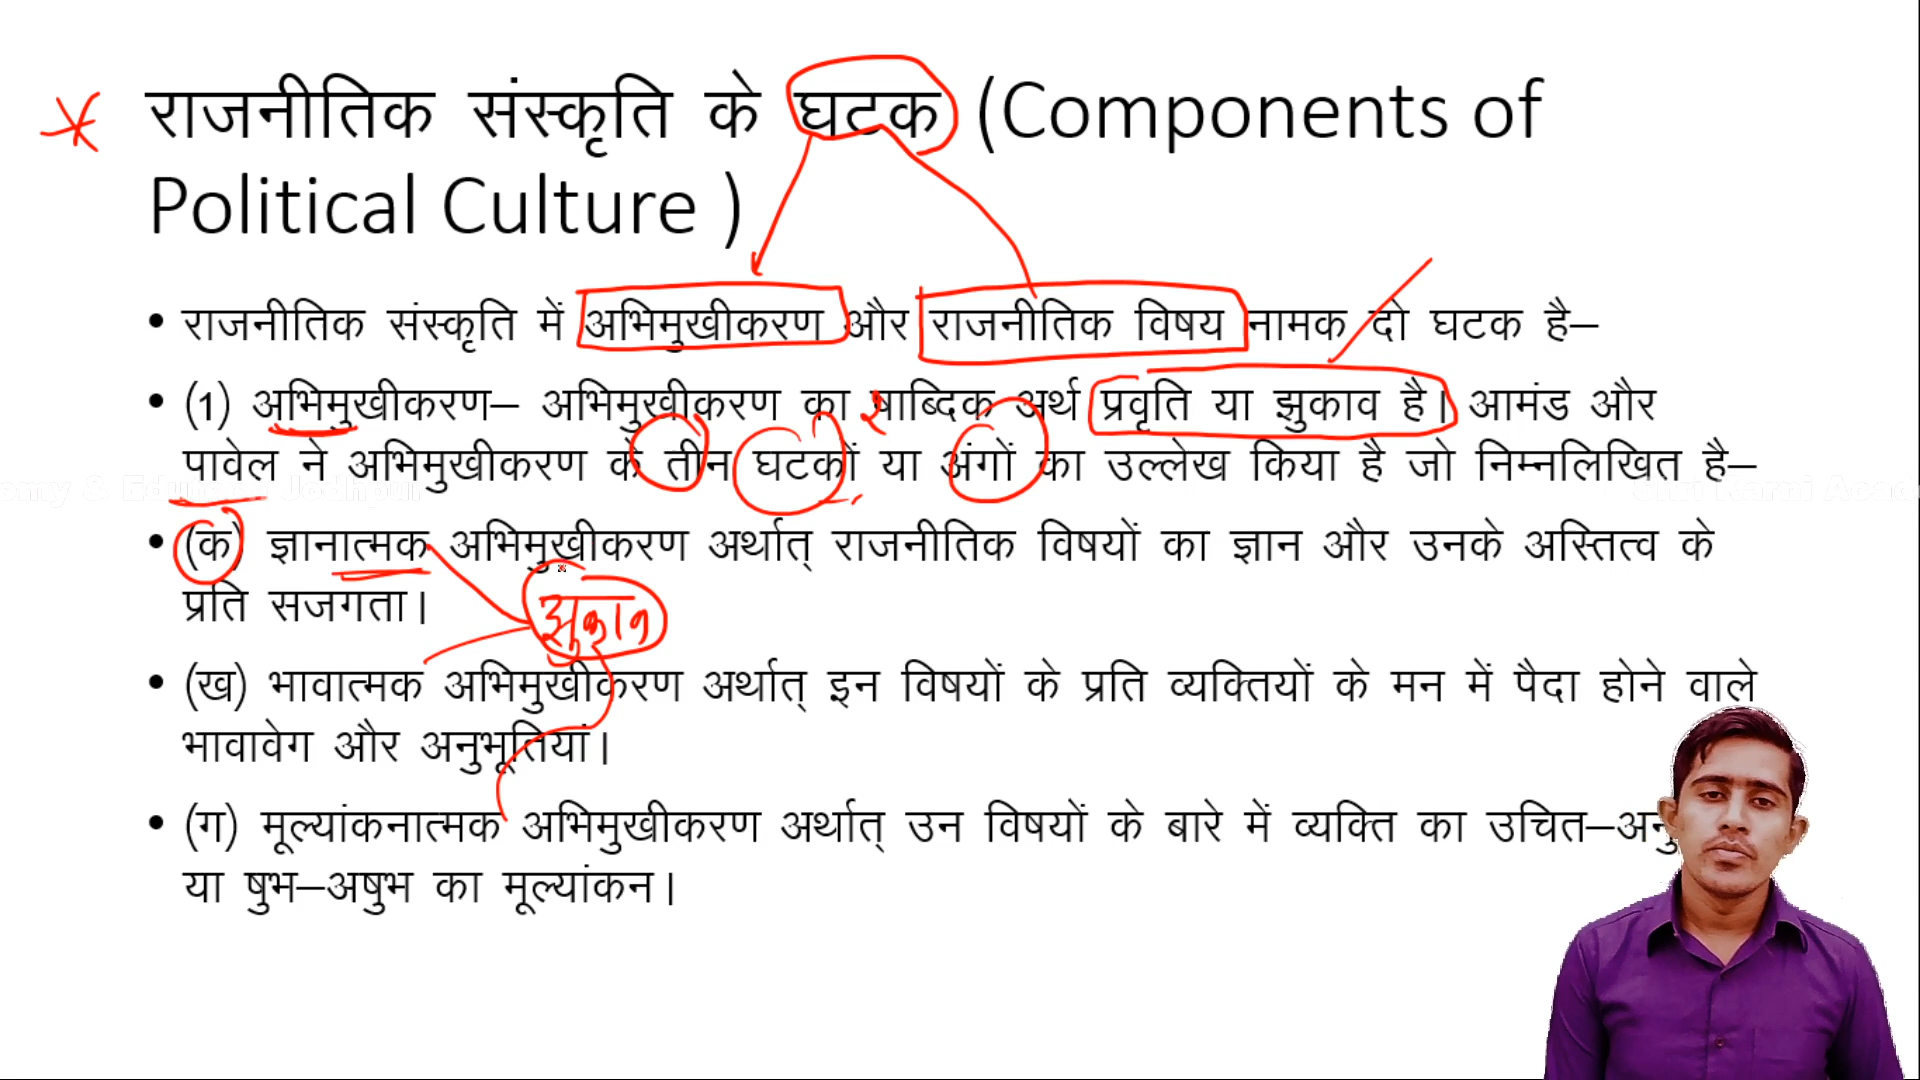 राजनीतिक संस्कृति के घटक (Components of
Political Culture )
• राजनीतिक संस्कृति में अभिमुखीकरण और राजनीतिक विषय नामक दो घटक है–
• (1) अभिमुखीकरण– अभिमुखीकरण का षाब्दिक अर्थ प्रवृति या झुकाव है। आमंड और
पावेल ने अभिमुखीकरण के तीन घटकों या अंगों का उल्लेख किया है जो निम्नलिखित है–
• (क) ज्ञानात्मक अभिमुखीकरण अर्थात् राजनीतिक विषयों का ज्ञान और उनके अस्तित्व के
प्रति सजगता।
झुकाव
• (ख) भावात्मक अभिमुखीकरण अर्थात् इन विषयों के प्रति व्यक्तियों के मन में पैदा होने वाले
भावावेग और अनुभूतियां।
• (ग) मूल्यांकनात्मक अभिमुखीकरण अर्थात् उन विषयों के बारे में व्यक्ति का उचित–
या षुभ–अषुभ का मूल्यांकन।